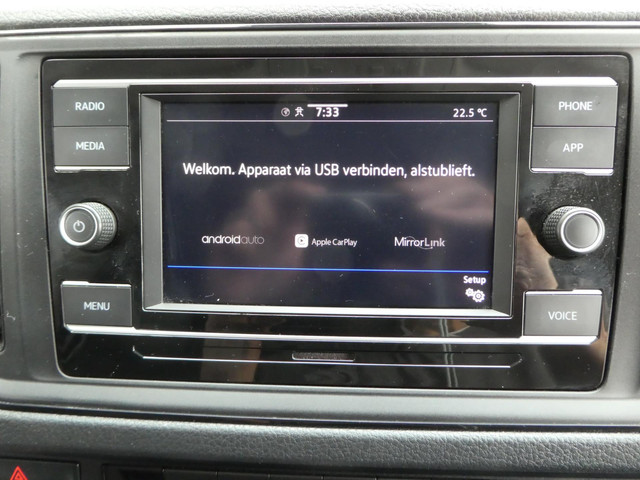 RADIO
MEDIA
MENU
7:33
22.5 °C
Welkom. Apparaat via USB verbinden, alstublieft.
androidauto
Apple CarPlay
MirrorLink
Setup
PHONE
APP
VOICE